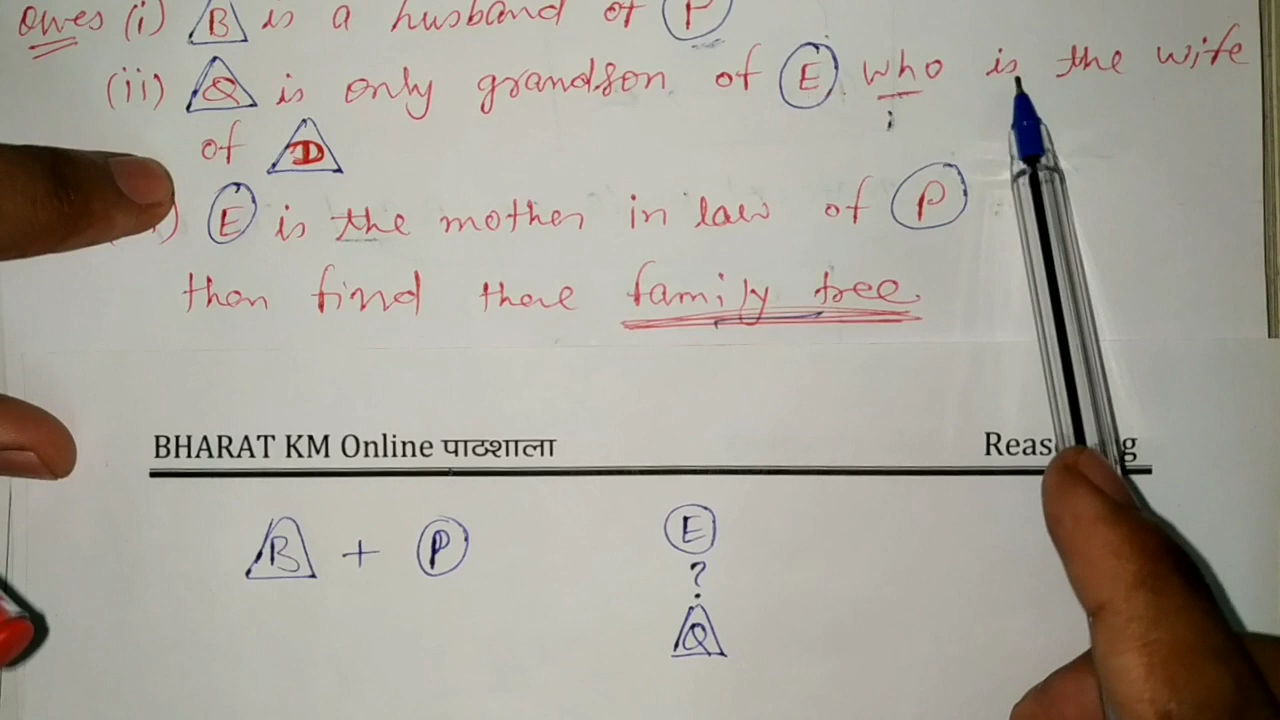 owes (i) B is a husband of P
(ii) Q is only grandson of E who is the wife
of D
E is the mother in law of P
then find there family tree
BHARAT KM Online पाठशाला
B + P
E
?
Q